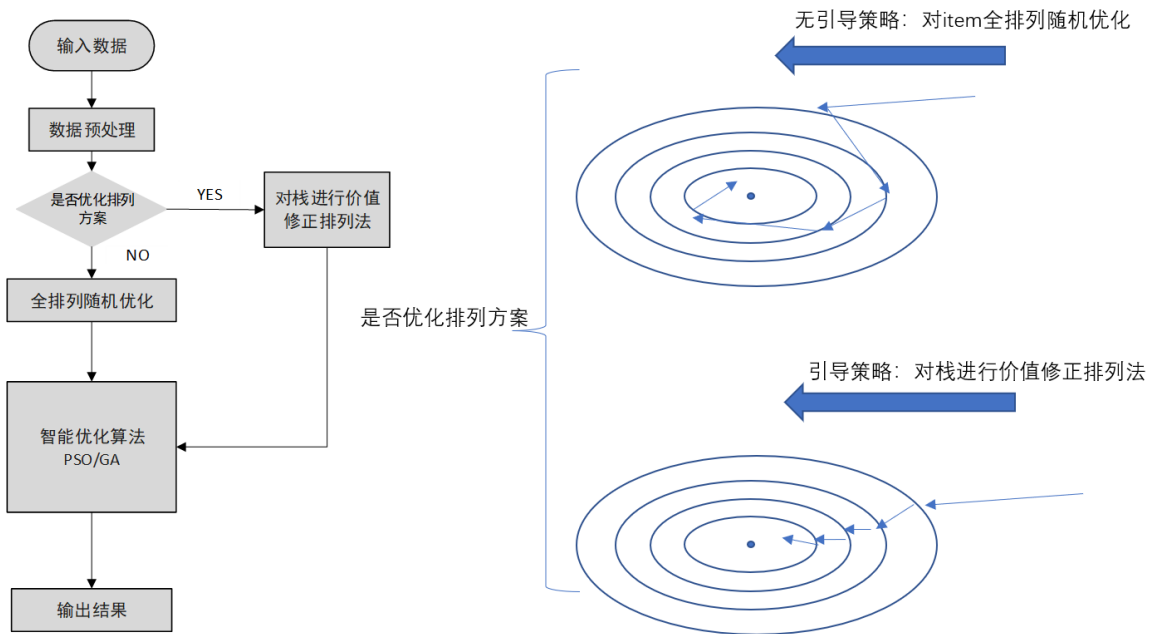 输入数据
数据预处理
是否优化排列
方案
YES
对栈进行价值
修正排列法
NO
全排列随机优化
智能优化算法
PSO/GA
输出结果
是否优化排列方案
无引导策略：对item全排列随机优化
引导策略：对栈进行价值修正排列法